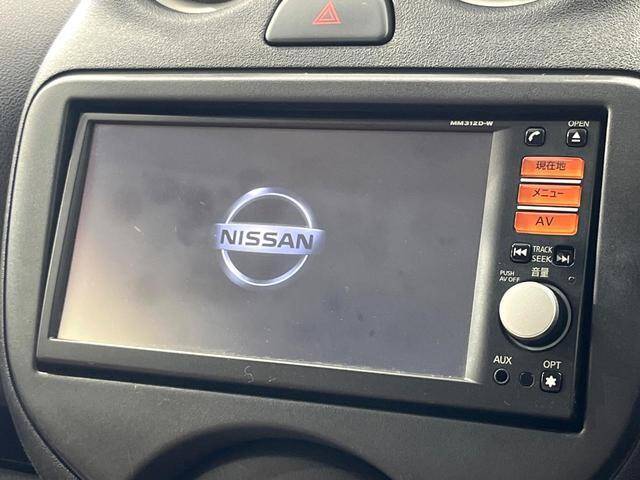 MM312D-W
OPEN
現在地
メニュー
AV
TRACK
SEEK
音量
PUSH
AV OFF
NISSAN
AUX
OPT